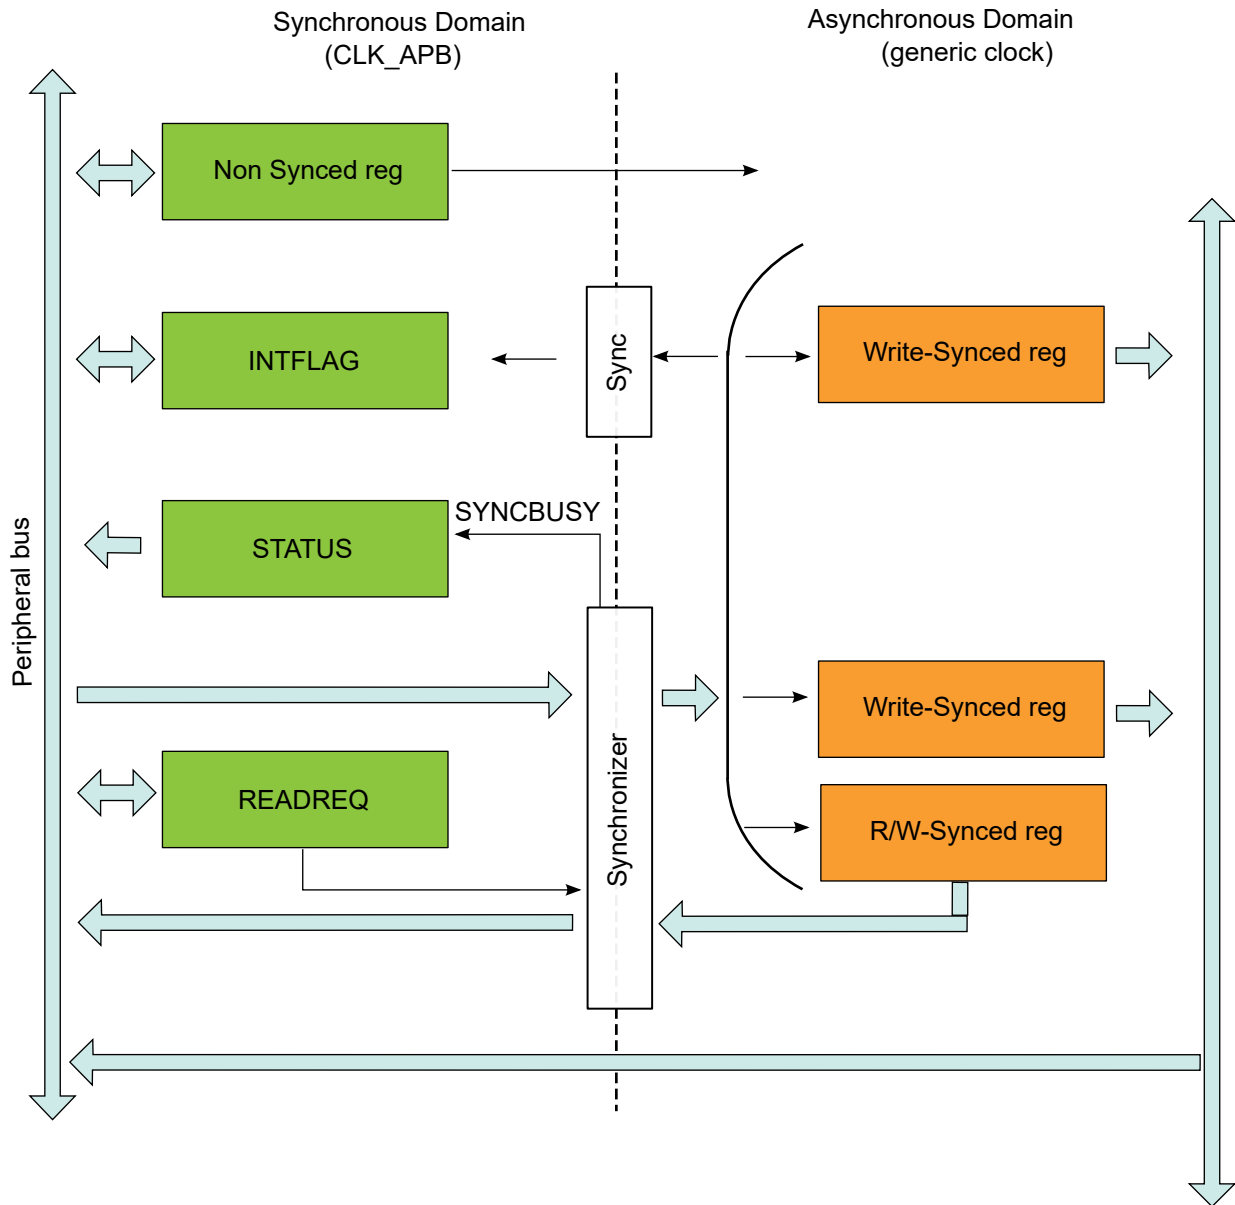 Synchronous Domain
(CLK_APB)
Asynchronous Domain
(generic clock)
Non Synced reg
INTFLAG
Sync
Write-Synced reg
SYNCBUSY
STATUS
Peripheral bus
Write-Synced reg
Synchronizer
READREQ
R/W-Synced reg